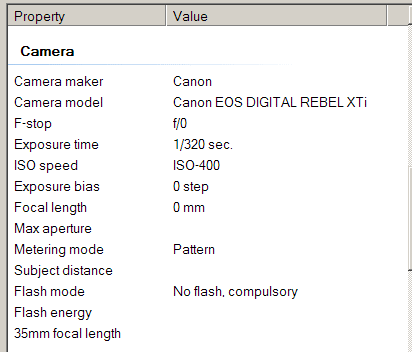 Property Value
Camera
Camera maker Canon
Camera model Canon EOS DIGITAL REBEL XTi
F-stop f/0
Exposure time 1/320 sec.
ISO speed ISO-400
Exposure bias 0 step
Focal length 0 mm
Max aperture
Metering mode Pattern
Subject distance
Flash mode No flash, compulsory
Flash energy
35mm focal length